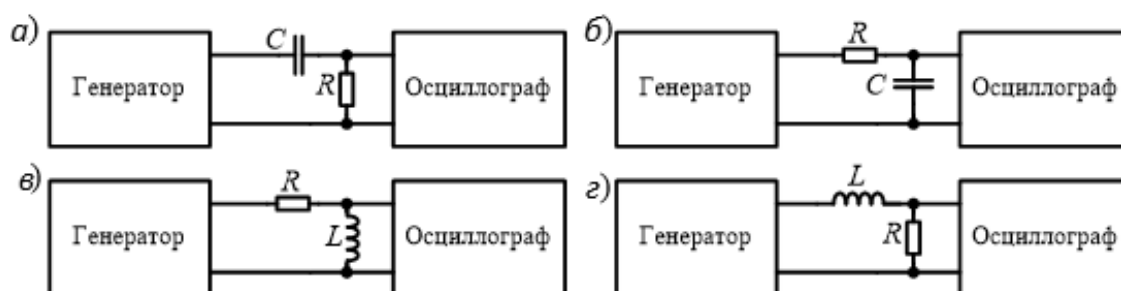 а) Генератор C R Осциллограф
б) Генератор R C Осциллограф
в) Генератор R L Осциллограф
г) Генератор L R Осциллограф